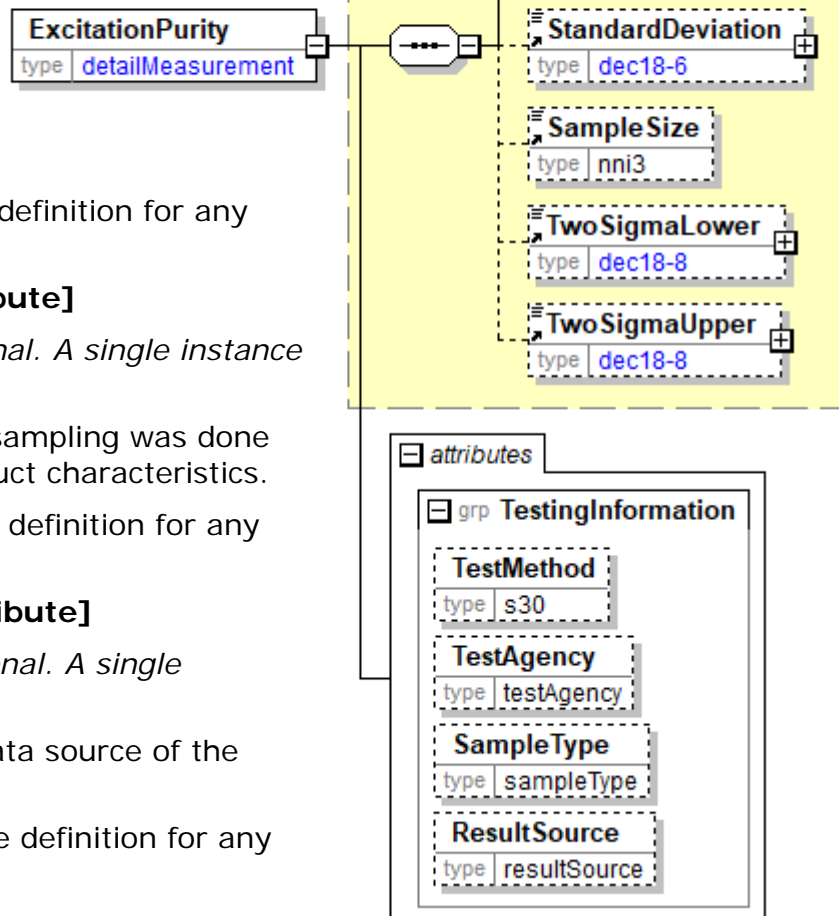 ExcitationPurity
type detailMeasurement
StandardDeviation
type dec18-6
SampleSize
type nni3
TwoSigmaLower
type dec18-8
TwoSigmaUpper
type dec18-8
definition for any
bute]
nal. A single instance
sampling was done
uct characteristics.
definition for any
ibute]
onal. A single
ata source of the
e definition for any
attributes
grp TestingInformation
TestMethod
type s30
TestAgency
type testAgency
SampleType
type sampleType
ResultSource
type resultSource